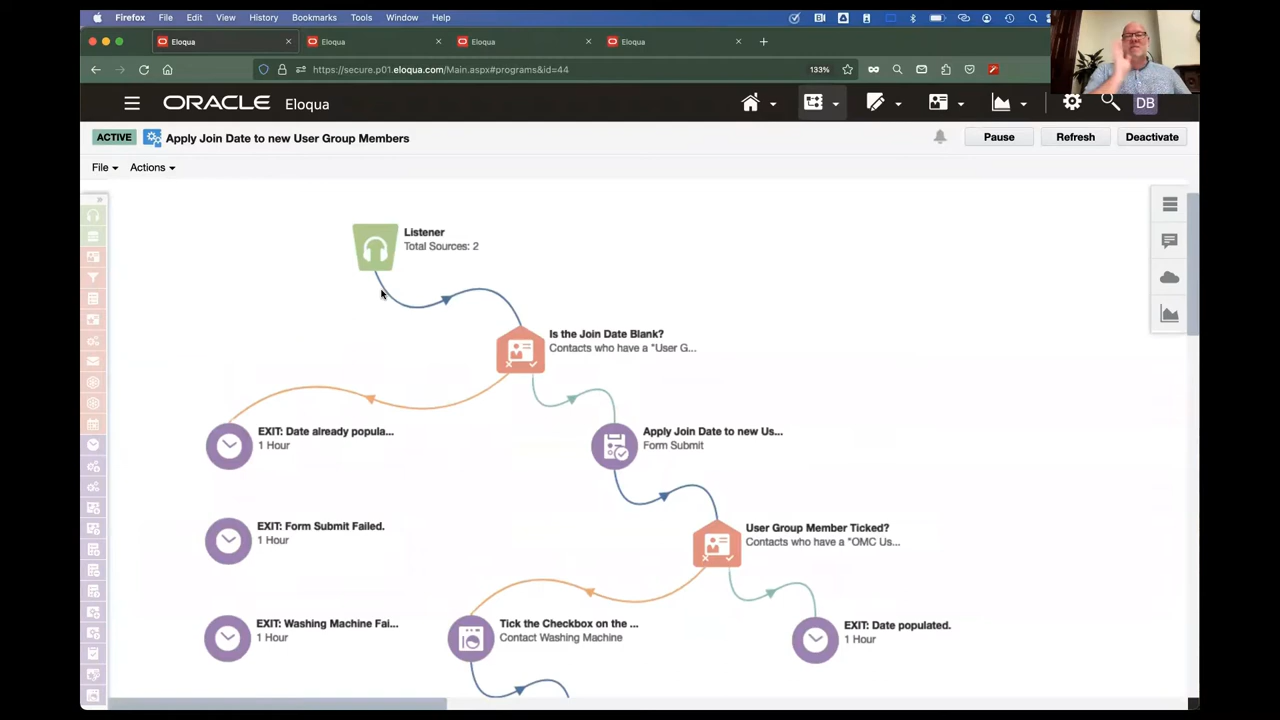 Firefox File Edit View History Bookmarks Tools Window Help
Eloqua Eloqua Eloqua Eloqua
https://secure.p01.eloqua.com/Main.aspx#programs&id=44 133%
ORACLE Eloqua DB
ACTIVE Apply Join Date to new User Group Members Pause Refresh Deactivate
File Actions
Listener
Total Sources: 2
Is the Join Date Blank?
Contacts who have a "User G...
EXIT: Date already popula...
1 Hour
Apply Join Date to new Us...
Form Submit
EXIT: Form Submit Failed.
1 Hour
User Group Member Ticked?
Contacts who have a "OMC Us...
EXIT: Washing Machine Fai...
1 Hour
Tick the Checkbox on the ...
Contact Washing Machine
EXIT: Date populated.
1 Hour